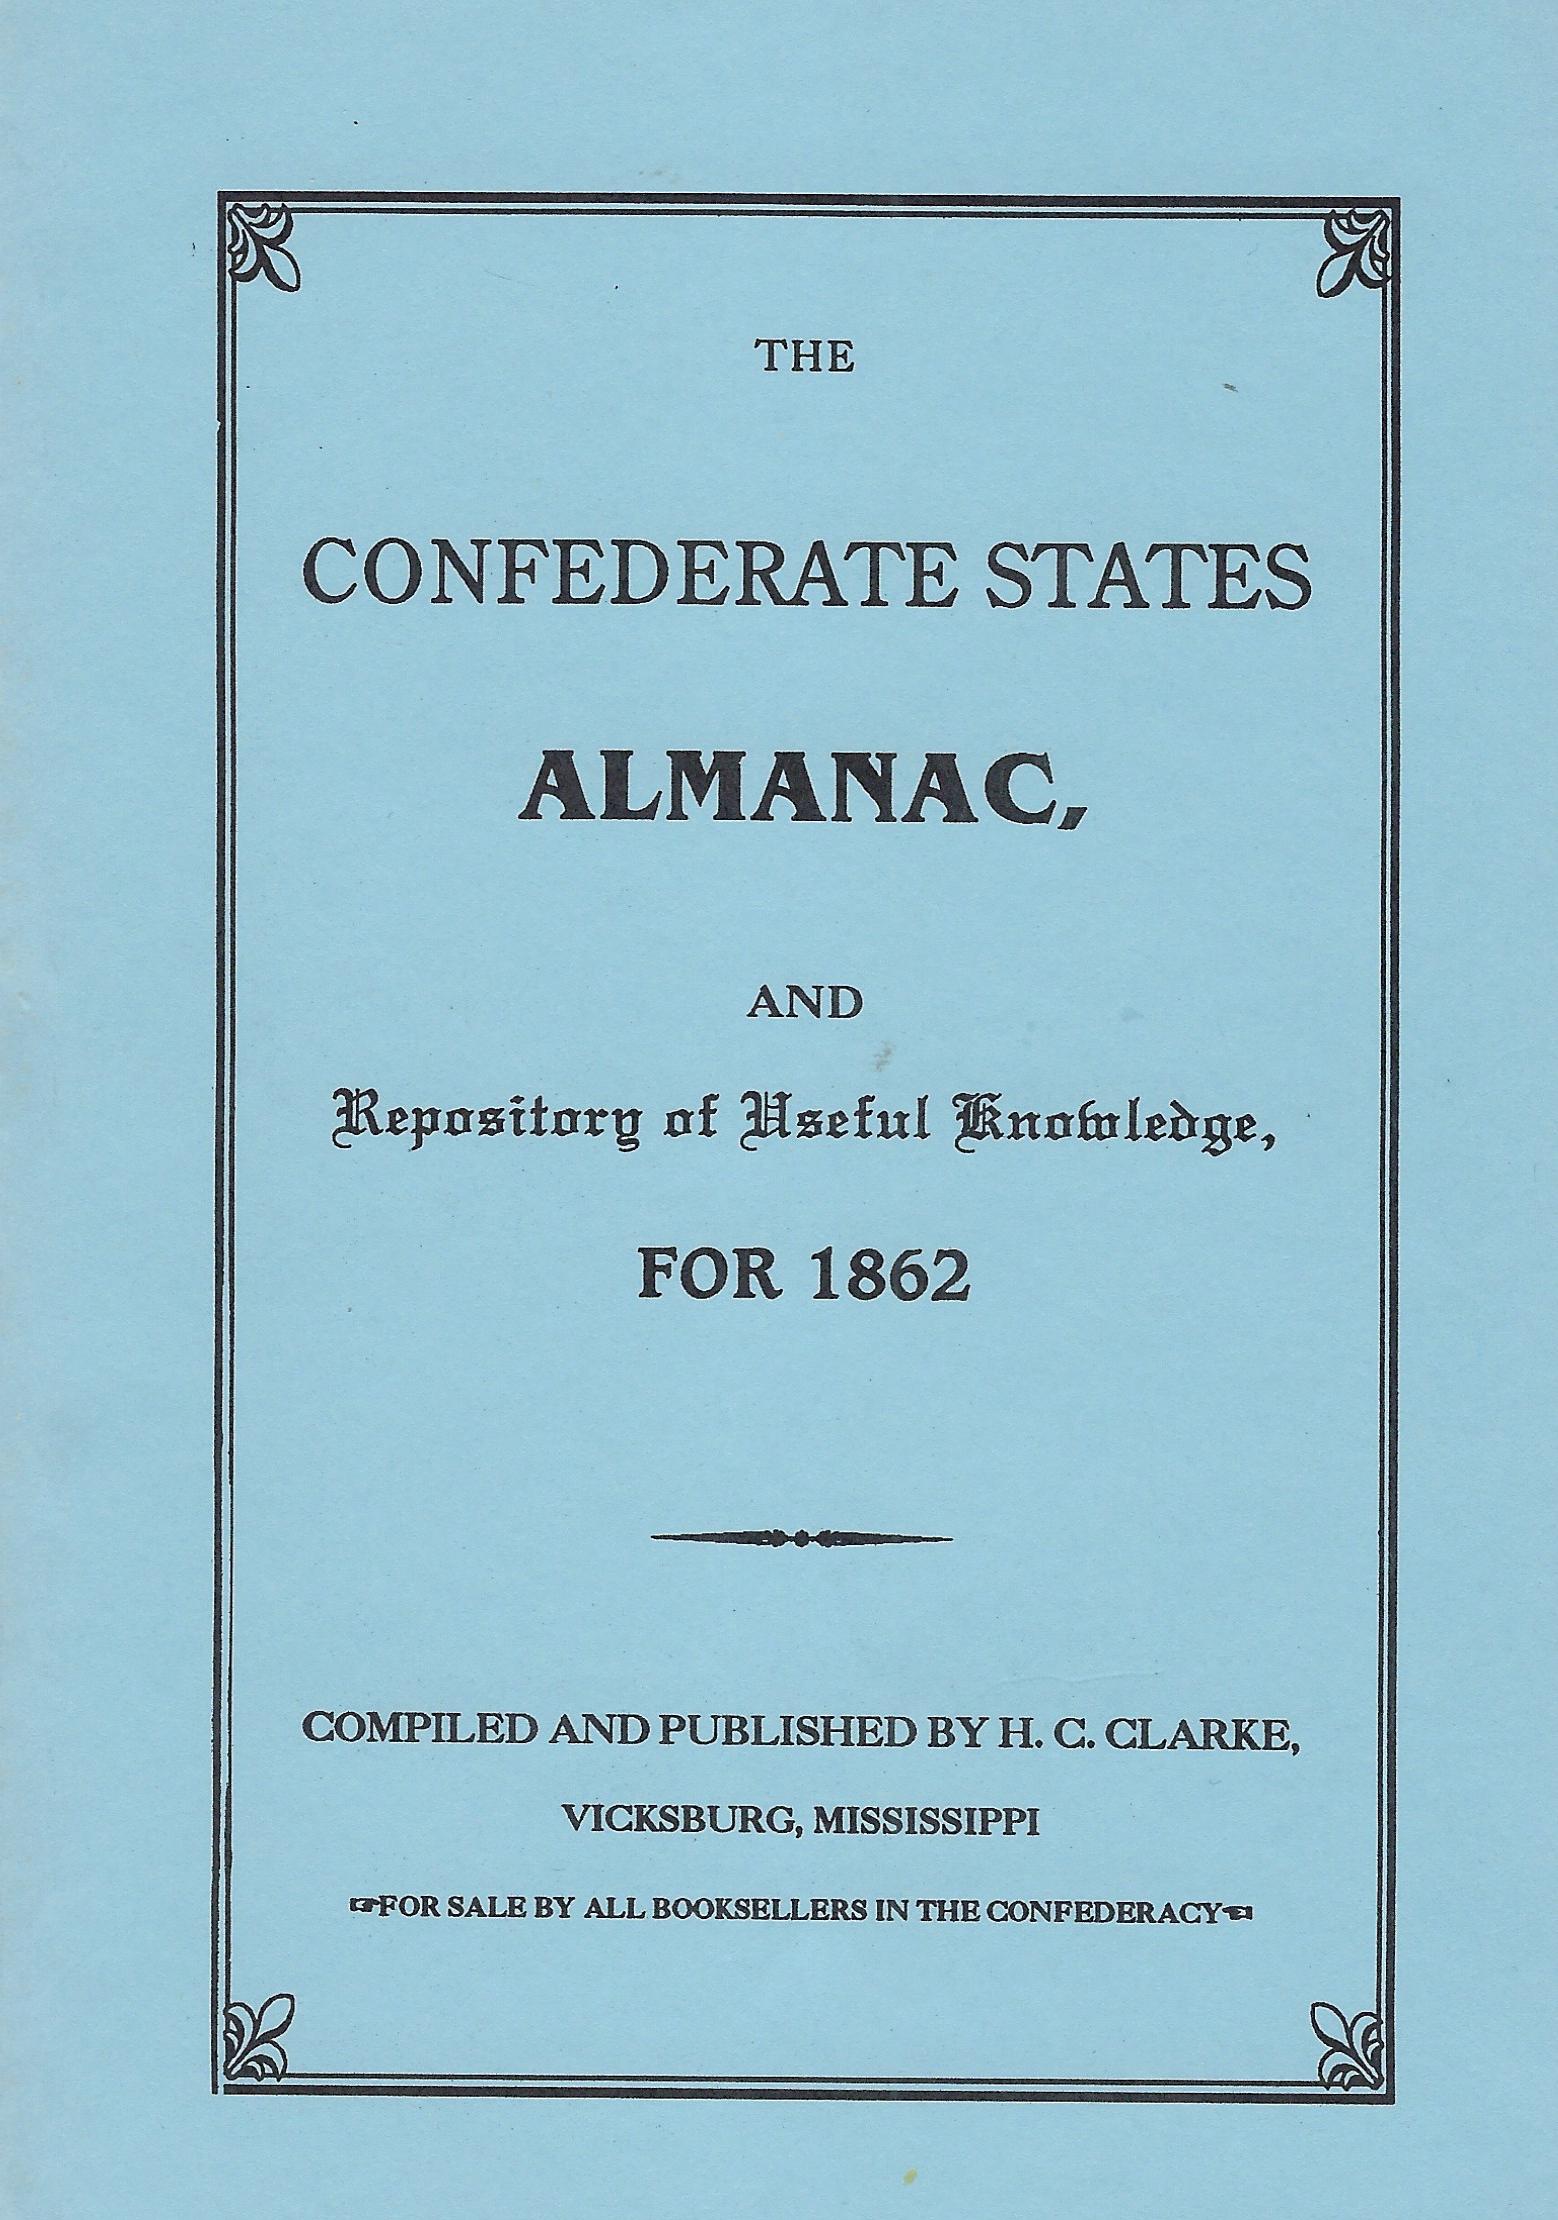 THE
CONFEDERATE STATES
ALMANAC,
AND
Repository of Useful Knowledge,
FOR 1862
COMPILED AND PUBLISHED BY H. C. CLARKE,
VICKSBURG, MISSISSIPPI
☞FOR SALE BY ALL BOOKSELLERS IN THE CONFEDERACY☜